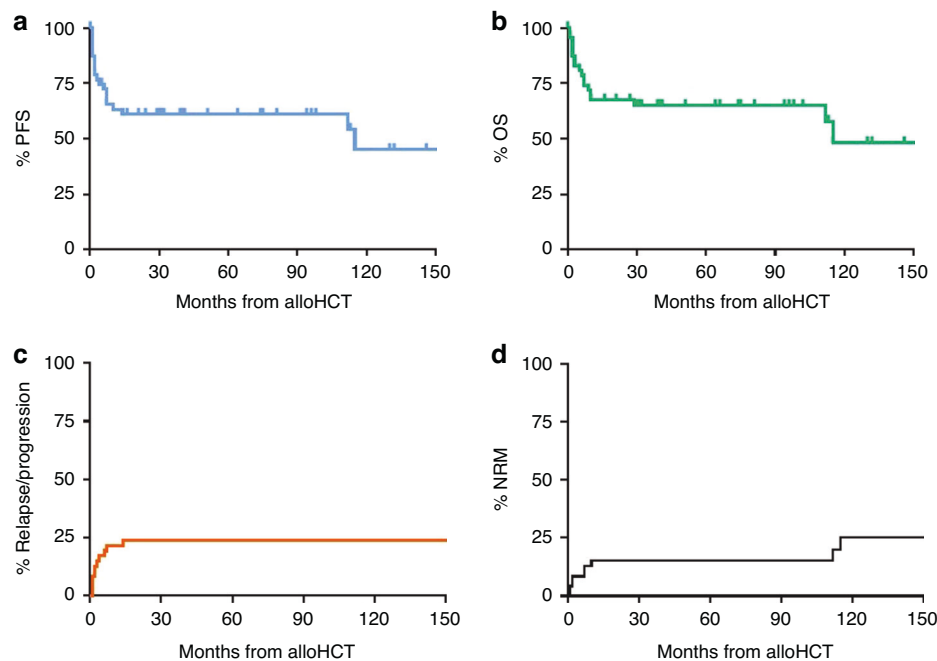 a
100
75
50
25
0
% PFS
0 30 60 90 120 150
Months from alloHCT
b
100
75
50
25
0
% OS
0 30 60 90 120 150
Months from alloHCT
c
100
75
50
25
0
% Relapse/progression
0 30 60 90 120 150
Months from alloHCT
d
100
75
50
25
0
% NRM
0 30 60 90 120 150
Months from alloHCT